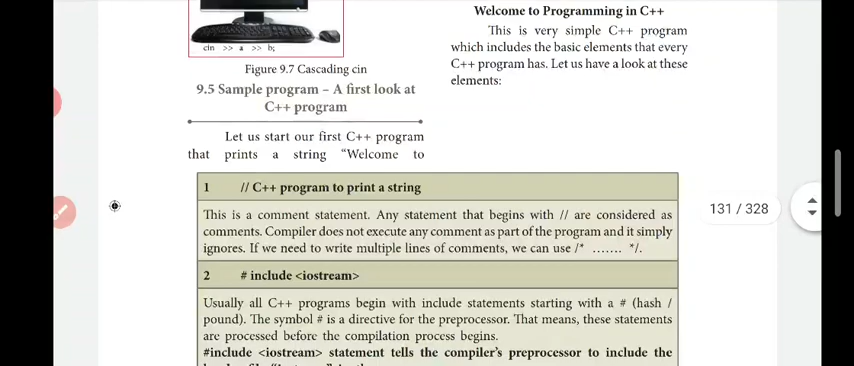 cin >> a >> b;
Figure 9.7 Cascading cin
9.5 Sample program – A first look at
C++ program
Let us start our first C++ program
that prints a string “Welcome to
Welcome to Programming in C++
This is very simple C++ program
which includes the basic elements that every
C++ program has. Let us have a look at these
elements:
1 // C++ program to print a string
This is a comment statement. Any statement that begins with // are considered as
comments. Compiler does not execute any comment as part of the program and it simply
ignores. If we need to write multiple lines of comments, we can use /* ....... */.
2 # include <iostream>
Usually all C++ programs begin with include statements starting with a # (hash /
pound). The symbol # is a directive for the preprocessor. That means, these statements
are processed before the compilation process begins.
#include <iostream> statement tells the compiler’s preprocessor to include the
131 / 328